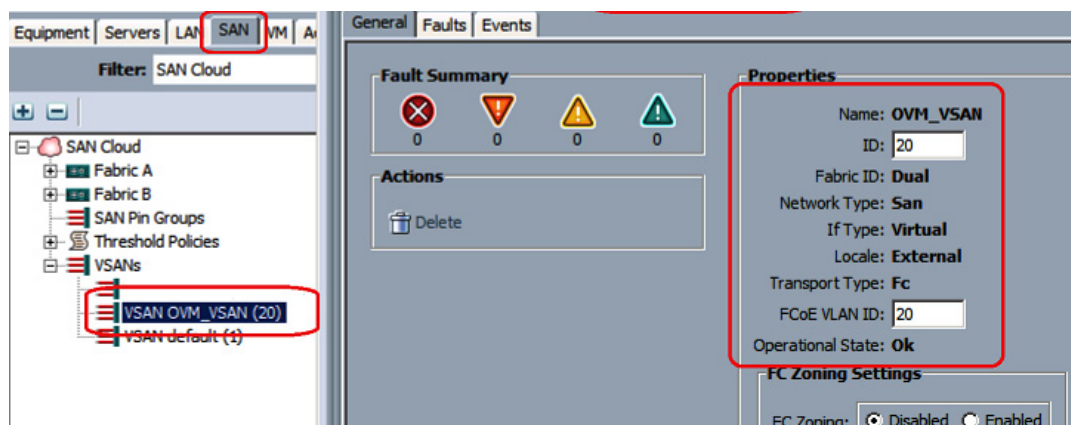 Equipment Servers LAN SAN VM
Filter: SAN Cloud
SAN Cloud
Fabric A
Fabric B
SAN Pin Groups
Threshold Policies
VSANs
VSAN OVM_VSAN (20)
VSAN default (1)
General Faults Events
Fault Summary
0 0 0 0
Actions
Delete
Properties
Name: OVM_VSAN
ID: 20
Fabric ID: Dual
Network Type: San
If Type: Virtual
Locale: External
Transport Type: Fc
FCoE VLAN ID: 20
Operational State: Ok
FC Zoning Settings
FC Zoning: Disabled Enabled